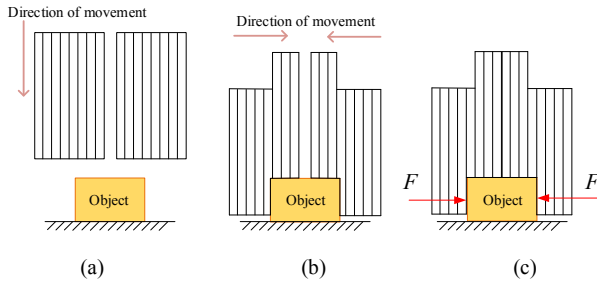 Direction of movement
Object
(a)
Direction of movement
Object
(b)
F
Object
F
(c)